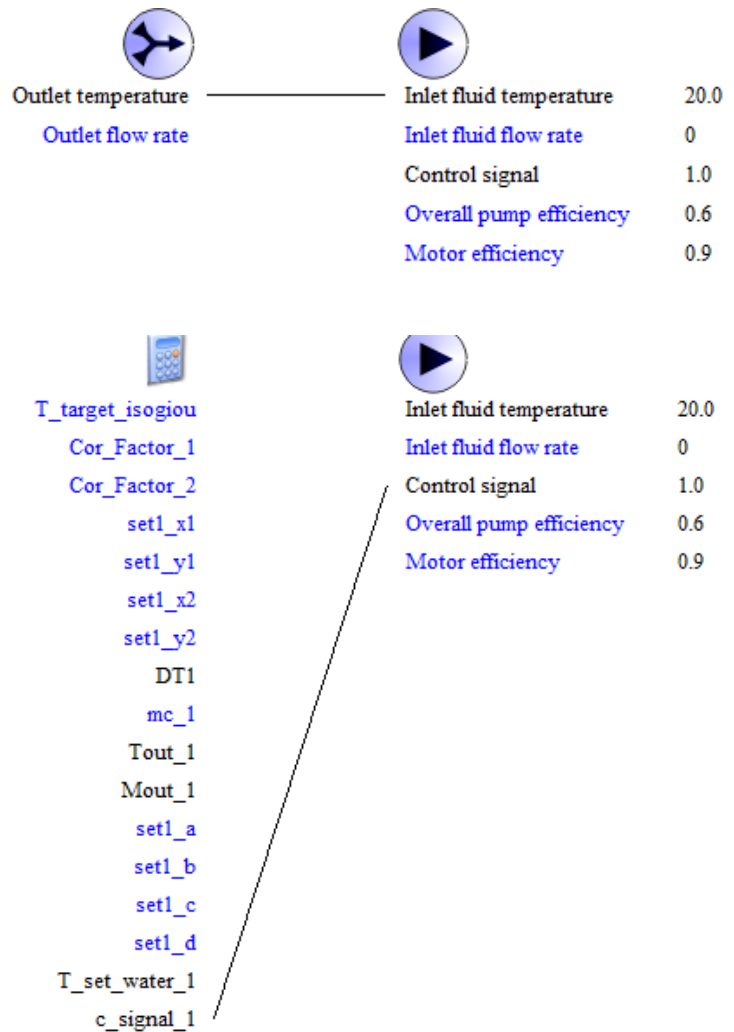 Outlet temperature Inlet fluid temperature 20.0
Outlet flow rate Inlet fluid flow rate 0
Control signal 1.0
Overall pump efficiency 0.6
Motor efficiency 0.9
T_target_isogiou Inlet fluid temperature 20.0
Cor_Factor_1 Inlet fluid flow rate 0
Cor_Factor_2 Control signal 1.0
set1_x1 Overall pump efficiency 0.6
set1_y1 Motor efficiency 0.9
set1_x2
set1_y2
DT1
mc_1
Tout_1
Mout_1
set1_a
set1_b
set1_c
set1_d
T_set_water_1
c_signal_1